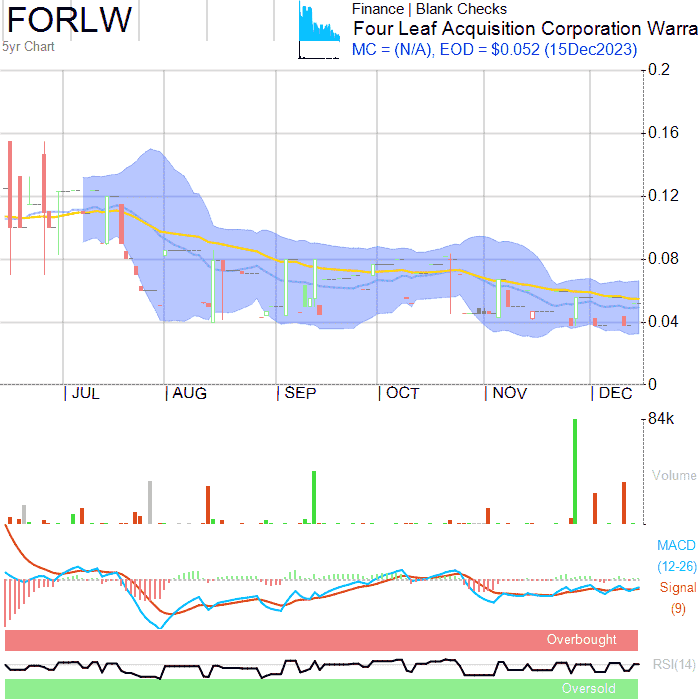 FORLW
Finance | Blank Checks
Four Leaf Acquisition Corporation Warra
5yr Chart
MC = (N/A), EOD = $0.052 (15Dec2023)
0.2
0.16
0.12
0.08
0.04
0
JUL AUG SEP OCT NOV DEC
84k
Volume
MACD
(12-26)
Signal
(9)
Overbought
RSI(14)
Oversold